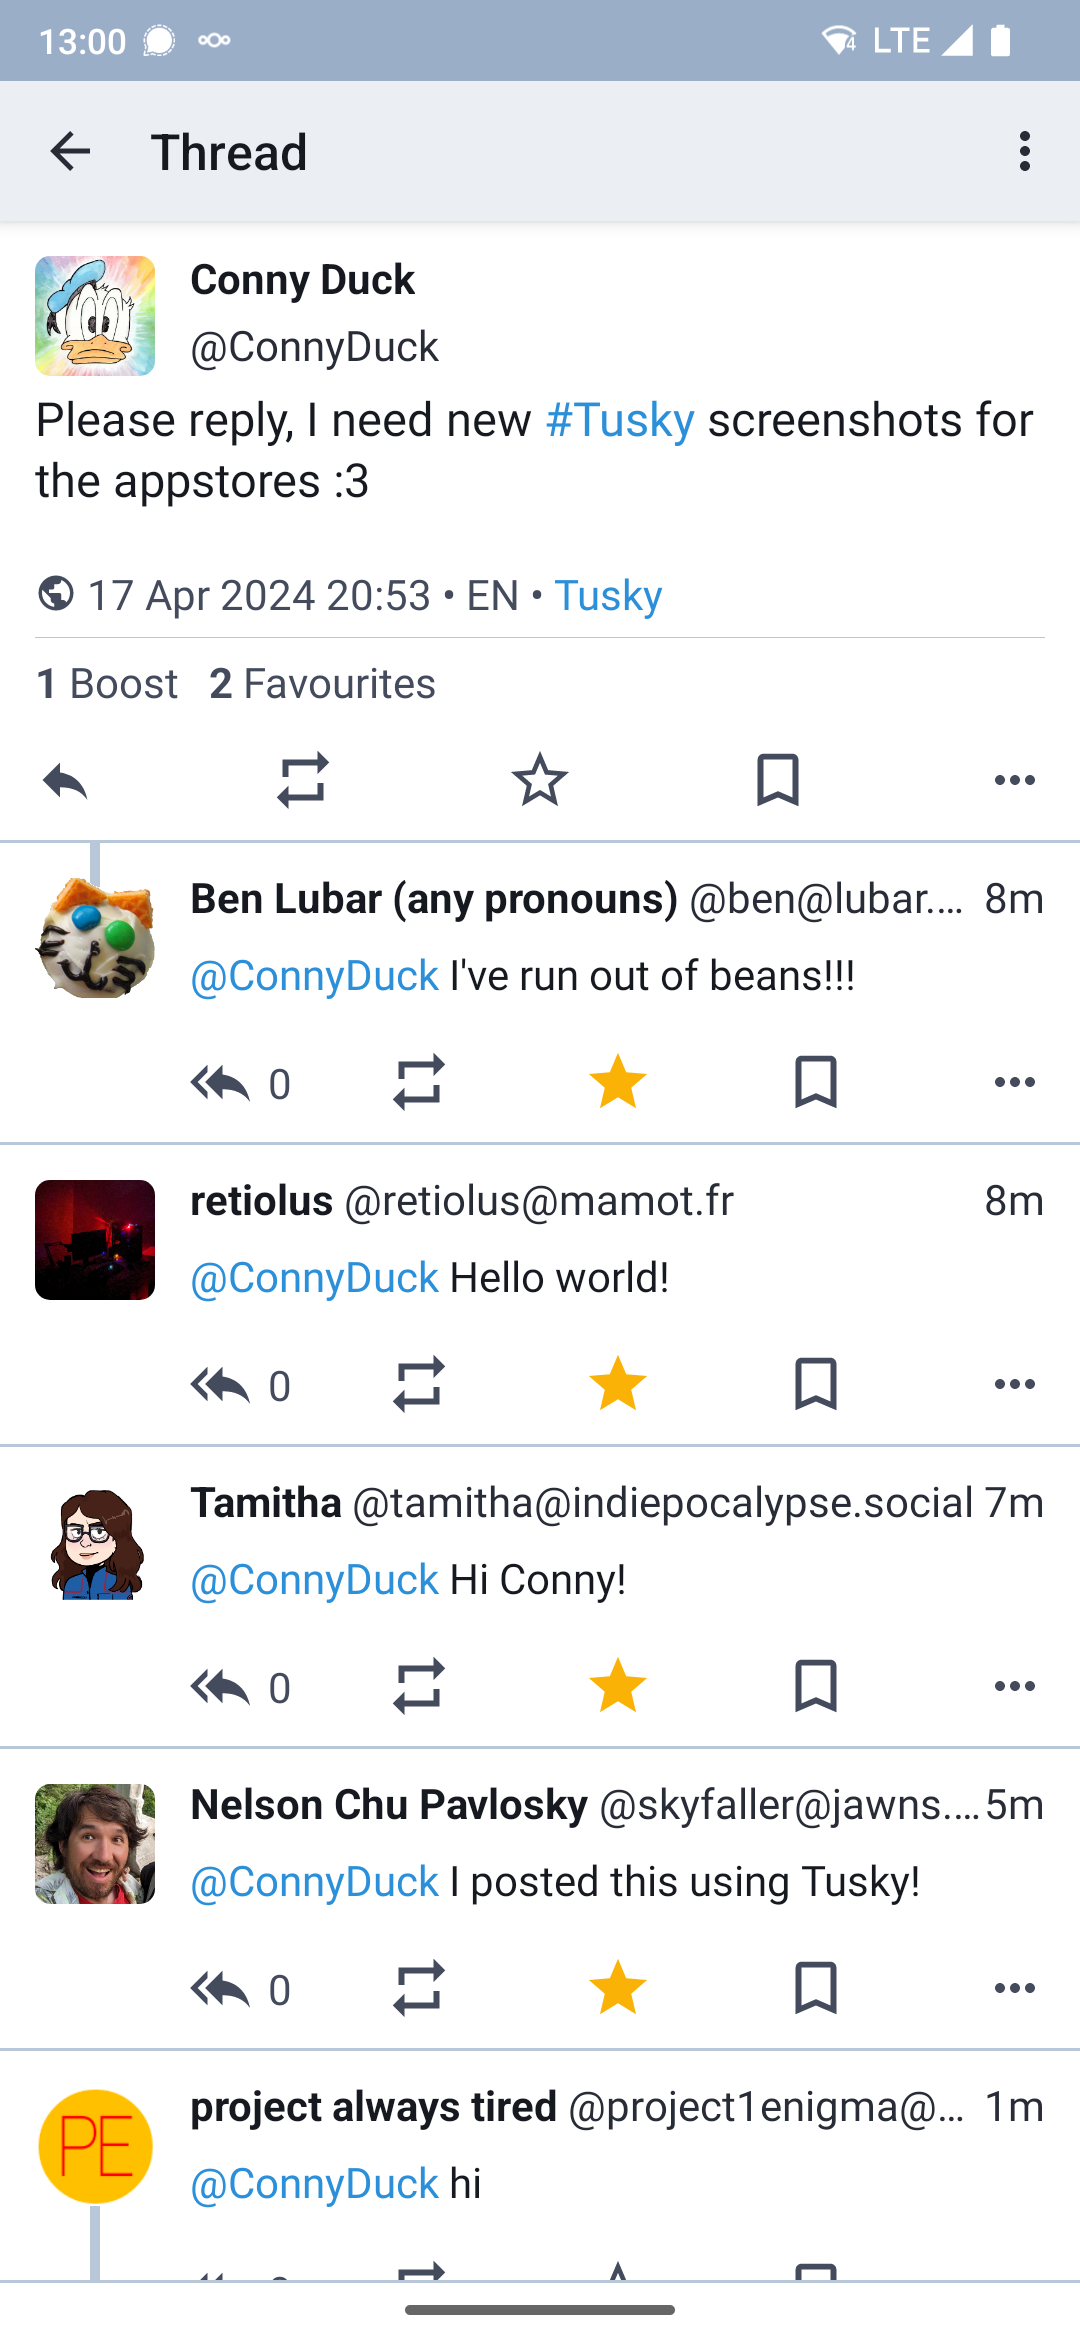 13:00 4 LTE
Thread
Conny Duck
@ConnyDuck
Please reply, I need new #Tusky screenshots for
the appstores :3
17 Apr 2024 20:53 • EN • Tusky
1 Boost 2 Favourites
Ben Lubar (any pronouns) @ben@lubar.... 8m
@ConnyDuck I've run out of beans!!!
0
retiolus @retiolus@mamot.fr 8m
@ConnyDuck Hello world!
0
Tamitha @tamitha@indiepocalypse.social 7m
@ConnyDuck Hi Conny!
0
Nelson Chu Pavlosky @skyfaller@jawns.... 5m
@ConnyDuck I posted this using Tusky!
0
PE project always tired @project1enigma@... 1m
@ConnyDuck hi